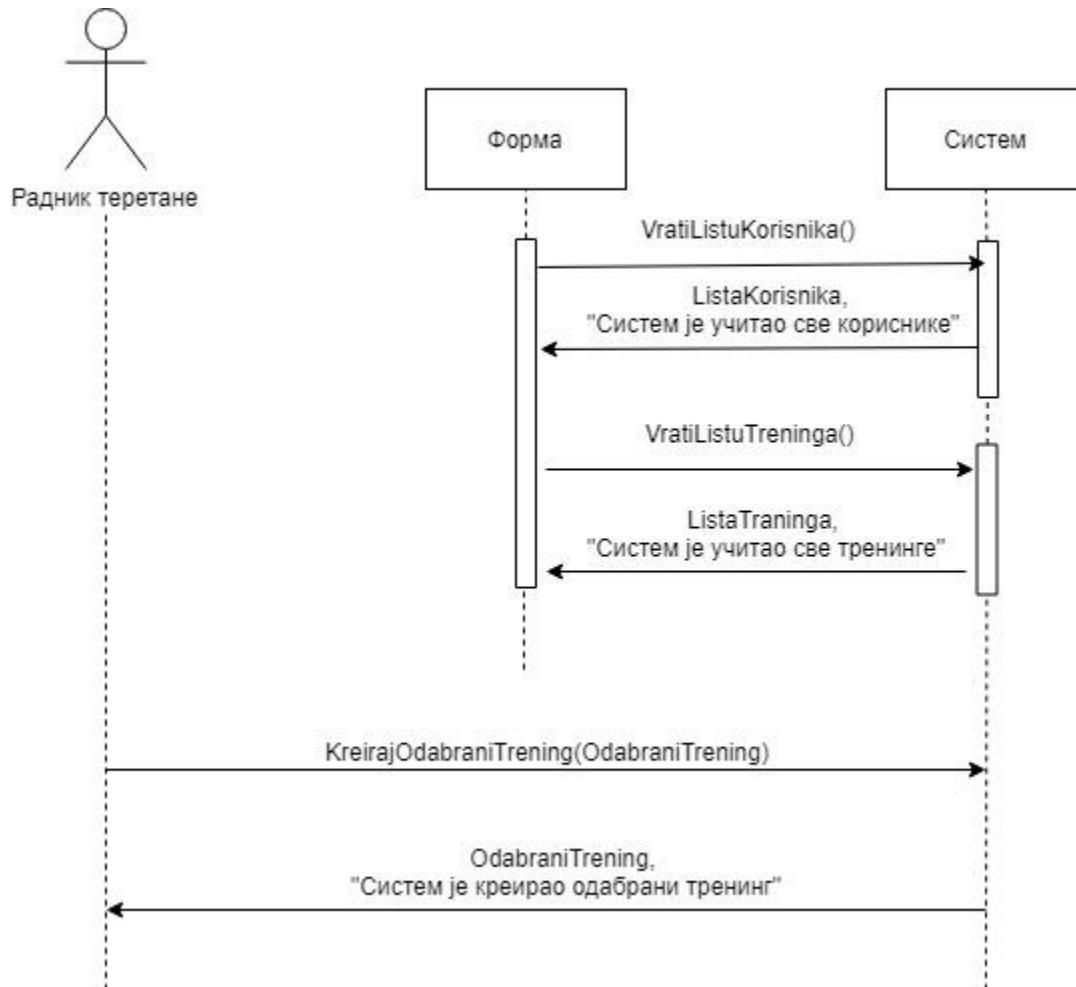 Форма
Систем
Радник теретане
VratiListuKorisnika()
ListaKorisnika,
"Систем је учитао све кориснике"
VratiListuTreninga()
ListaTraninga,
"Систем је учитао све тренинге"
KreirajOdabraniTrening(OdabraniTrening)
OdabraniTrening,
"Систем је креирао одабрани тренинг"